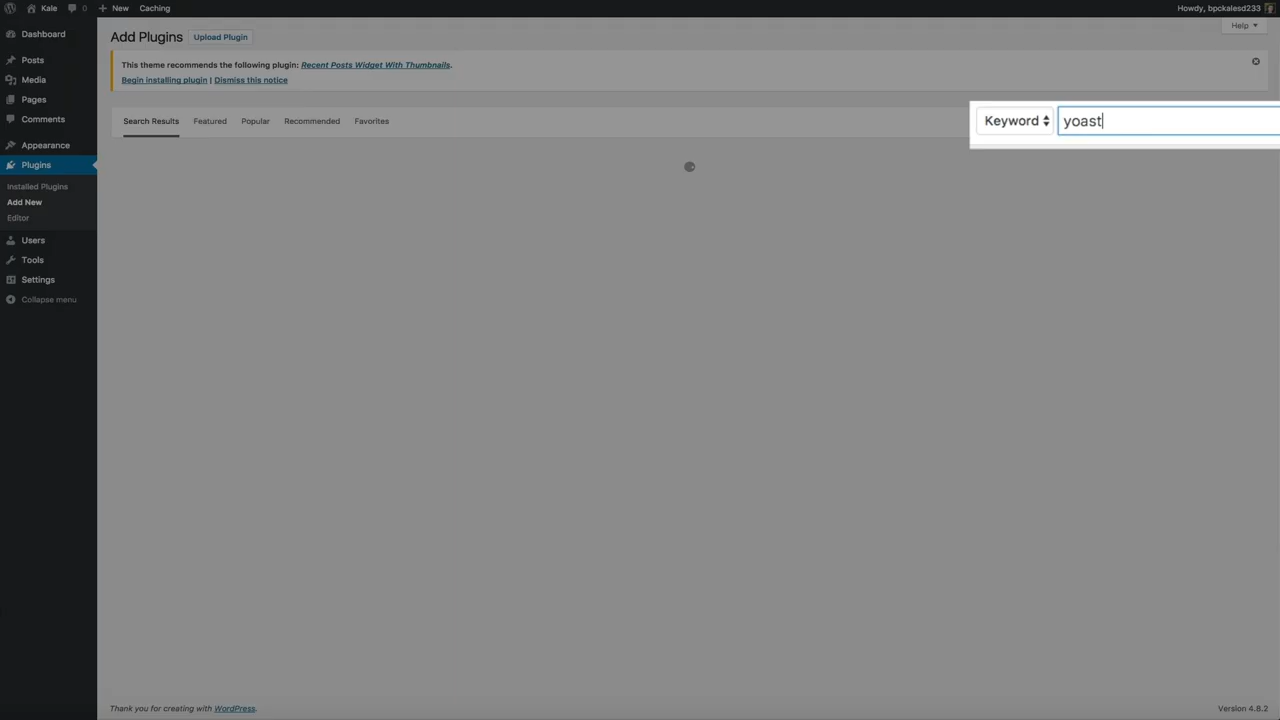 Kale 0 New Caching Howdy, bpckalesd233
Help
Dashboard
Posts
Media
Pages
Comments
Appearance
Plugins
Installed Plugins
Add New
Editor
Users
Tools
Settings
Collapse menu
Add Plugins Upload Plugin
This theme recommends the following plugin: Recent Posts Widget With Thumbnails.
Begin installing plugin | Dismiss this notice
Search Results Featured Popular Recommended Favorites Keyword yoast
Thank you for creating with WordPress. Version 4.8.2